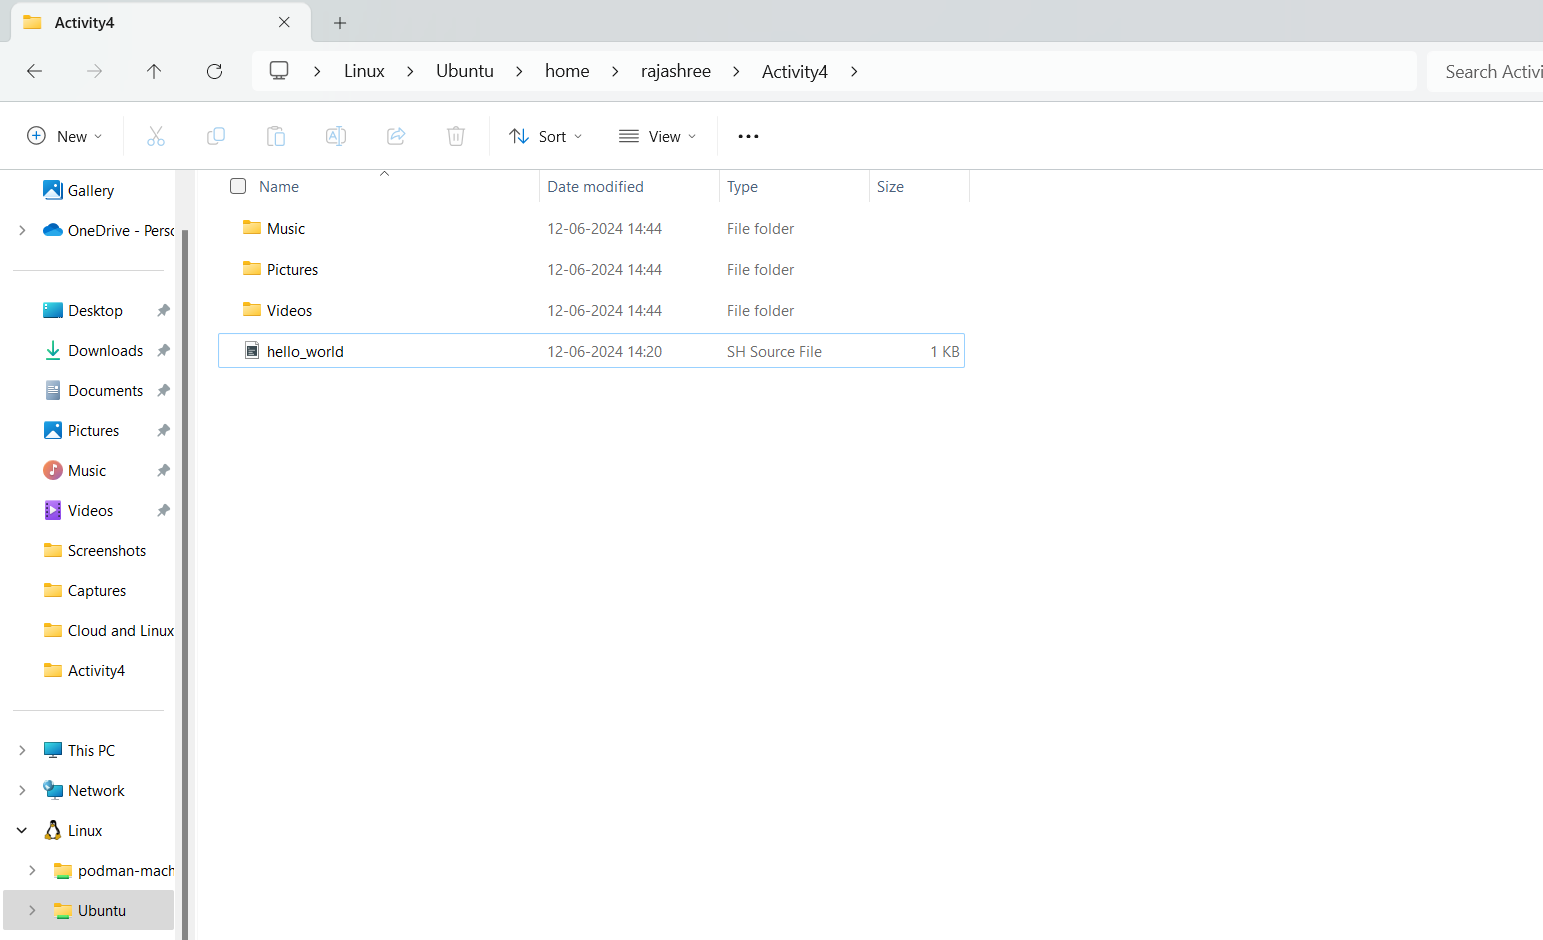 Activity4
Linux Ubuntu home rajashree Activity4
Search Activi
New Sort View
Gallery
OneDrive - Perso
Desktop
Downloads
Documents
Pictures
Music
Videos
Screenshots
Captures
Cloud and Linux
Activity4
This PC
Network
Linux
podman-mach
Ubuntu
Name Date modified Type Size
Music 12-06-2024 14:44 File folder
Pictures 12-06-2024 14:44 File folder
Videos 12-06-2024 14:44 File folder
hello_world 12-06-2024 14:20 SH Source File 1 KB